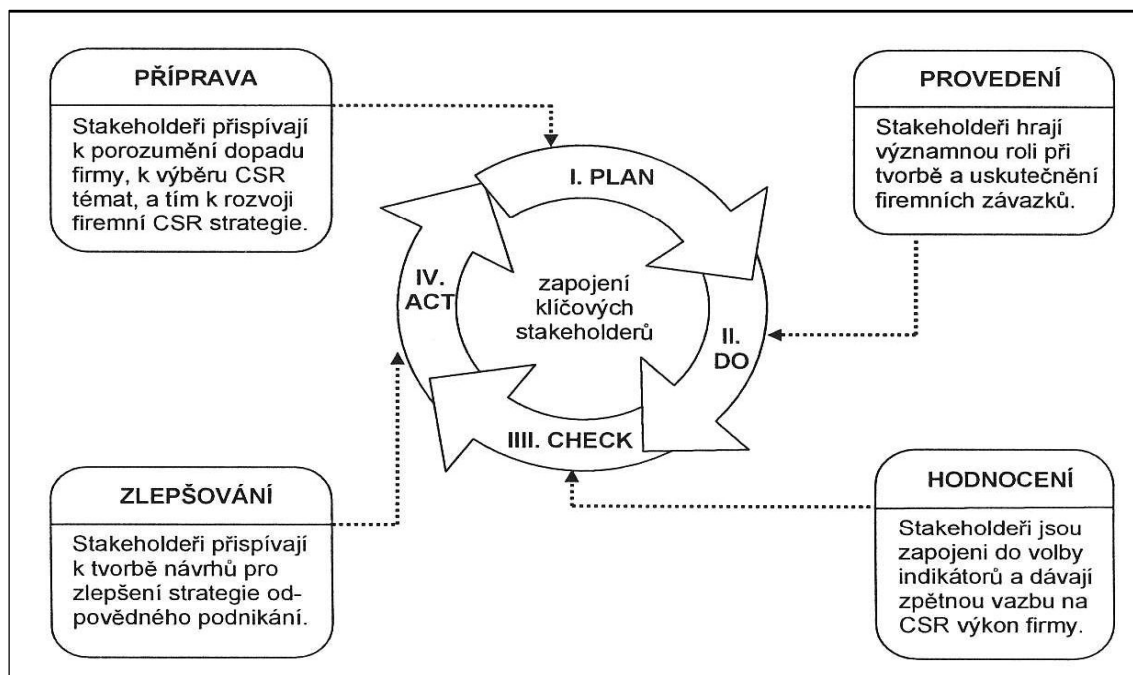 PŘÍPRAVA
Stakeholdeři přispívají
k porozumění dopadu
firmy, k výběru CSR
témat, a tím k rozvoji
firemní CSR strategie.
PROVEDENÍ
Stakeholdeři hrají
významnou roli při
tvorbě a uskutečnění
firemních závazků.
I. PLAN
IV.
ACT
zapojení
klíčových
stakeholderů
II.
DO
IIII. CHECK
ZLEPŠOVÁNÍ
Stakeholdeři přispívají
k tvorbě návrhů pro
zlepšení strategie od-
povědného podnikání.
HODNOCENÍ
Stakeholdeři jsou
zapojeni do volby
indikátorů a dávají
zpětnou vazbu na
CSR výkon firmy.